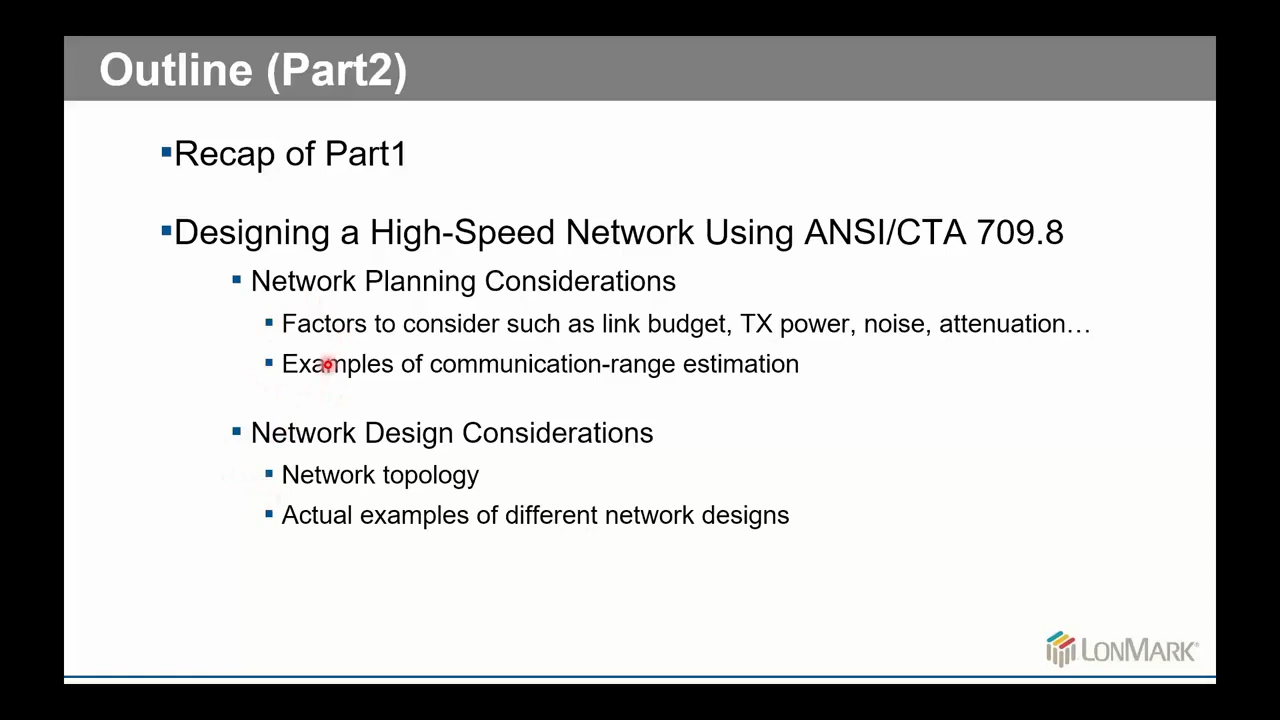 Outline (Part2)
▪Recap of Part1
▪Designing a High-Speed Network Using ANSI/CTA 709.8
▪ Network Planning Considerations
▪ Factors to consider such as link budget, TX power, noise, attenuation…
▪ Examples of communication-range estimation
▪ Network Design Considerations
▪ Network topology
▪ Actual examples of different network designs
LONMARK®